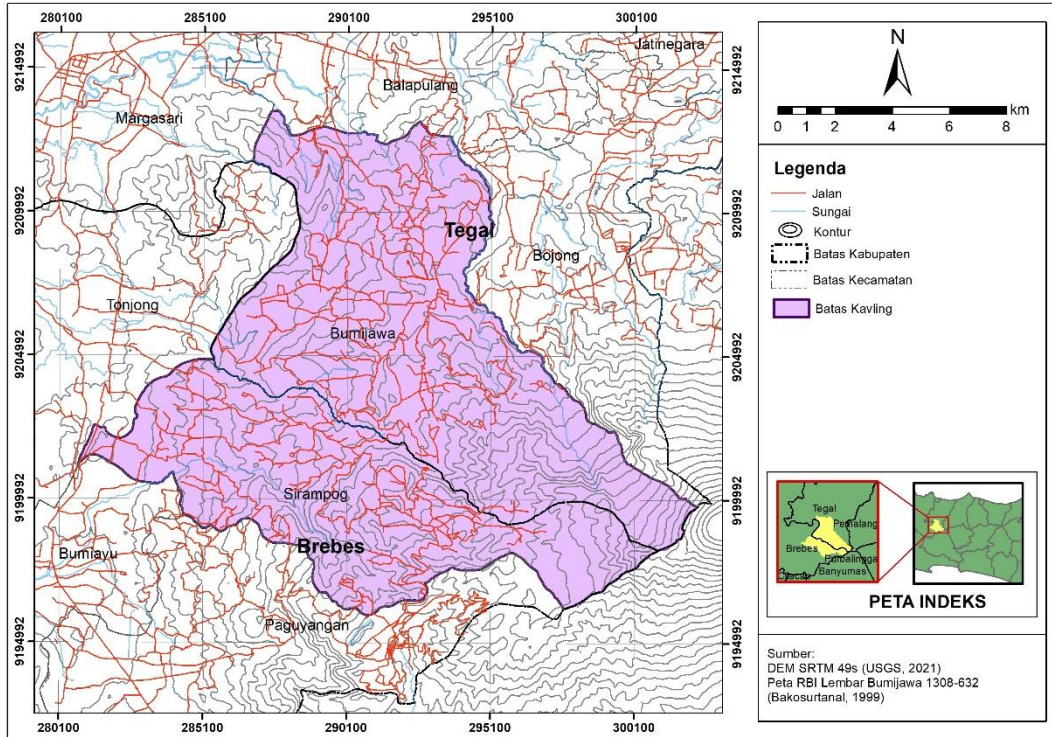 280100 285100 290100 295100 300100
9214992 9214992
Jatinegara
Balapulang
Margasari
9209992 9209992
Tegal
Bojong
Tonjong
Bumijawa
9204992 9204992
9199992 9199992
Sirampog
Brebes
Bumiayu
Paguyangan
9194992 9194992
280100 285100 290100 295100 300100
N
km
0 0.5 1 2 4 6 8
Legenda
Jalan
Sungai
Kontur
Batas Kabupaten
Batas Kecamatan
Batas Kavling
Tegal
Pemalang
Brebes
Purbalingga
Banyumas
Cilacap
PETA INDEKS
Sumber:
DEM SRTM 49s (USGS, 2021)
Peta RBI Lembar Bumijawa 1308-632
(Bakosurtanal, 1999)